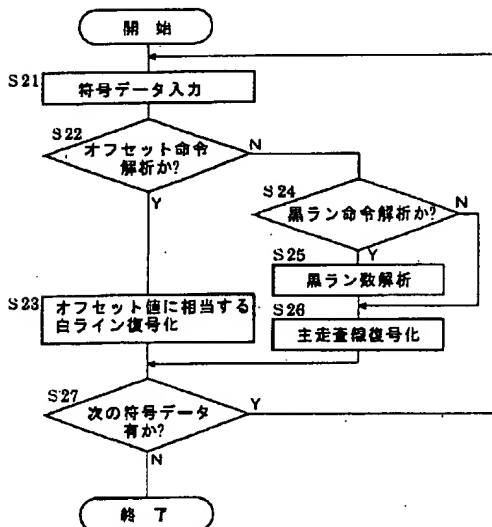 開始
S21
符号データ入力
S22
オフセット命令
解析か?
N
Y
S24
黒ラン命令解析か?
N
Y
S25
黒ラン数解析
S23
オフセット値に相当する
白ライン復号化
S26
主走査線復号化
S27
次の符号データ
有か?
Y
N
終了